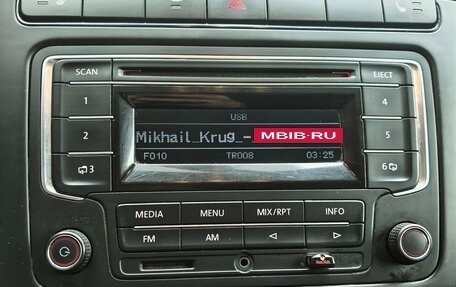 SCAN
EJECT
USB
1
4
Mikhail_Krug_-_
MBIB-RU
2
5
F010 TR008 03:25
3
6
MEDIA MENU MIX/RPT INFO
FM AM
SanDisk